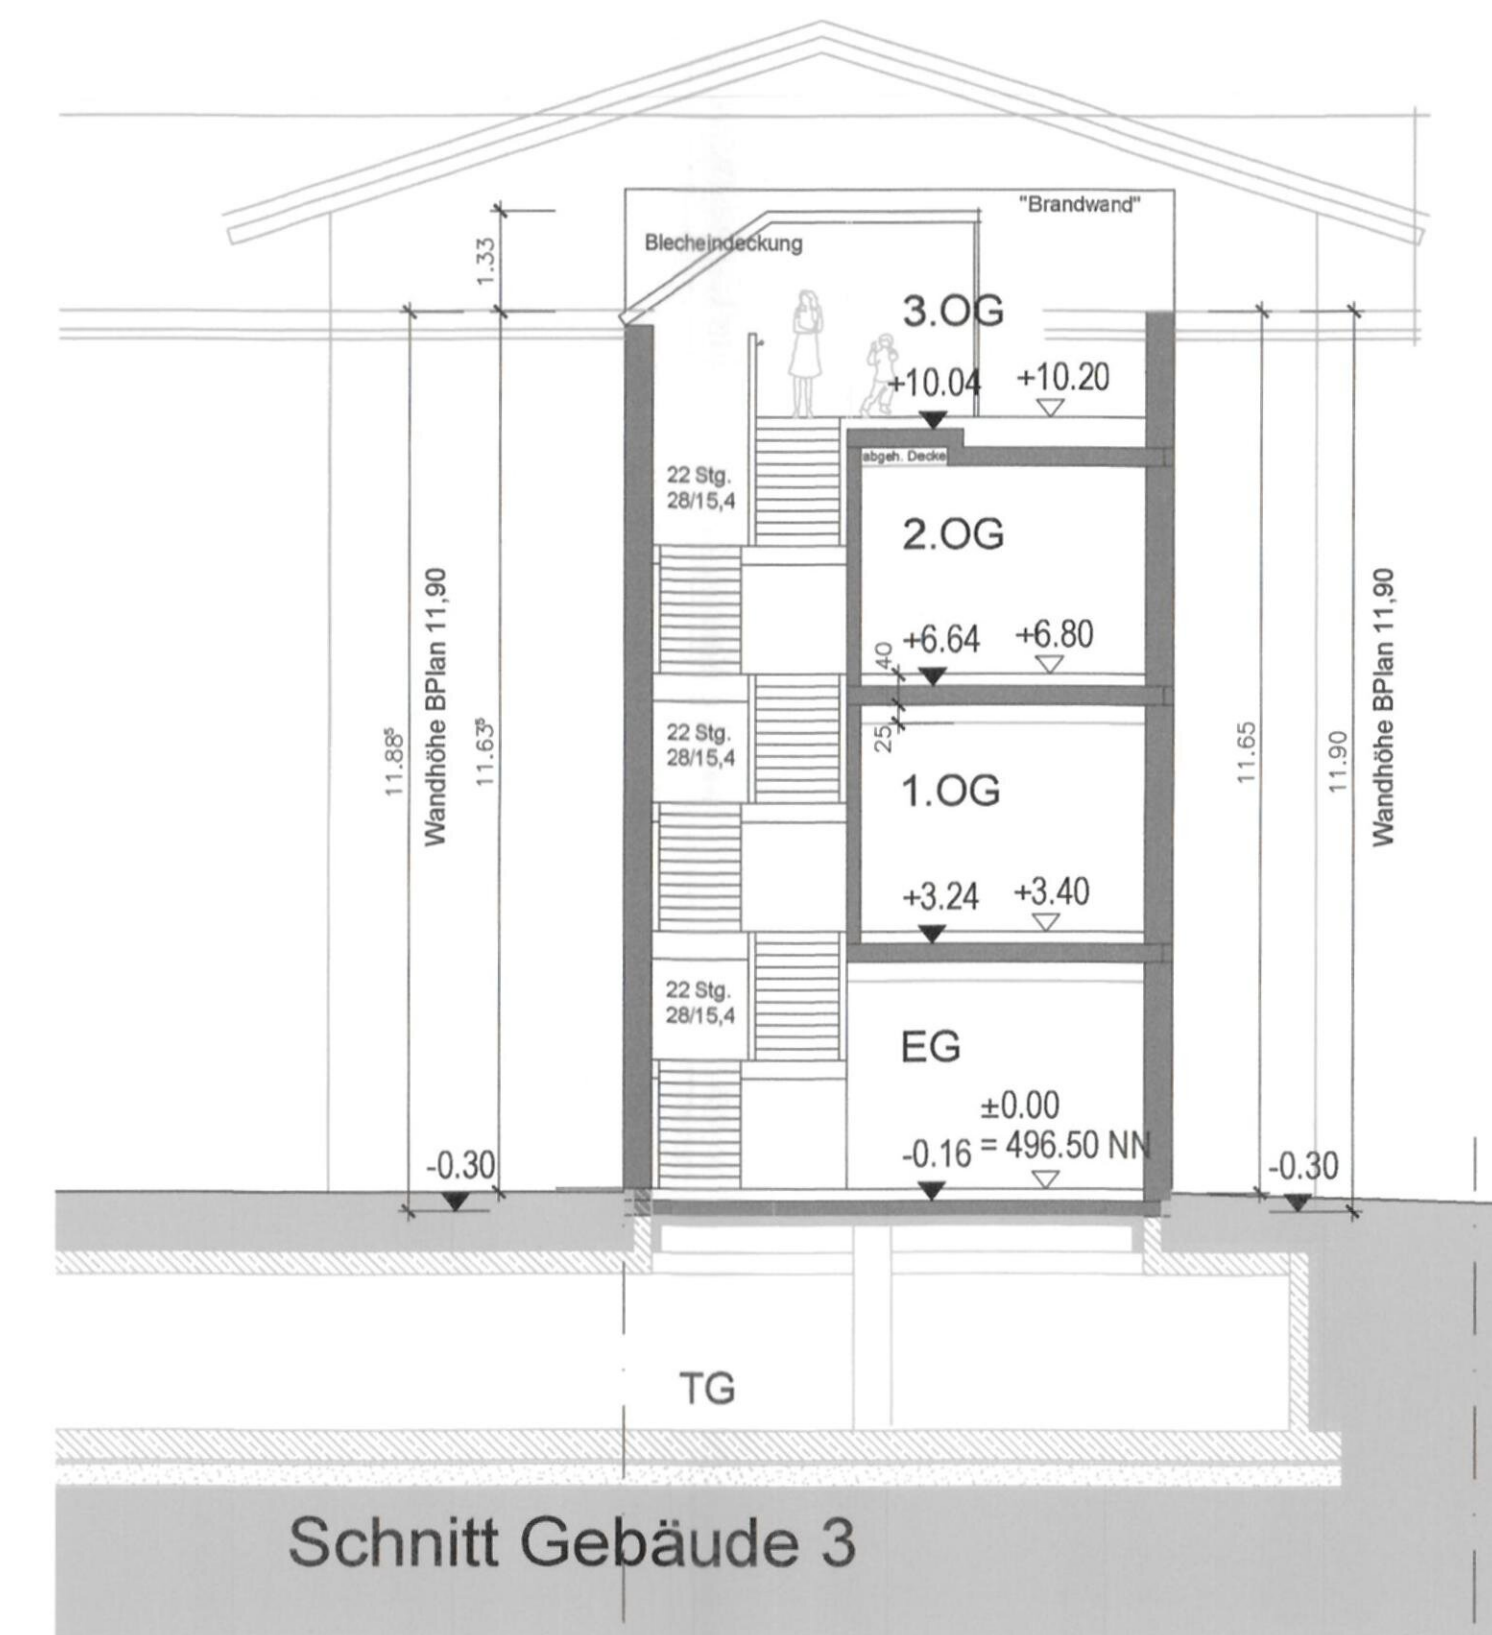 "Brandwand"
Blecheindeckung
1.33
3.OG
+10.04
+10.20
abgeh. Decke
22 Stg.
28/15,4
2.OG
+6.64
+6.80
40
25
22 Stg.
28/15,4
1.OG
Wandhöhe BPlan 11,90
11.88⁵
11.63⁵
11.65
11.90
Wandhöhe BPlan 11,90
+3.24
+3.40
22 Stg.
28/15,4
EG
±0.00
-0.16 = 496.50 NN
-0.30
-0.30
TG
Schnitt Gebäude 3